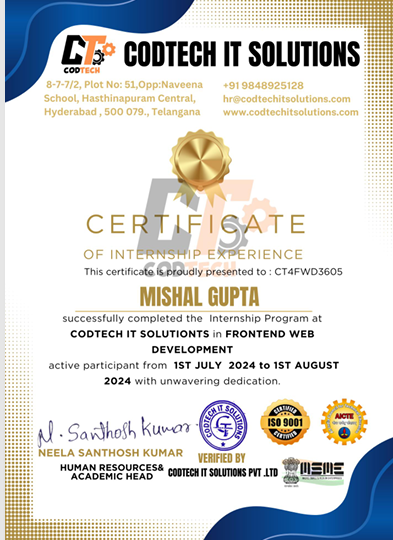 CT
CODTECH
CODTECH IT SOLUTIONS
8-7-7/2, Plot No: 51,Opp:Naveena
School, Hasthinapuram Central,
Hyderabad , 500 079., Telangana
+91 9848925128
hr@codtechitsolutions.com
www.codtechitsolutions.com
CERTIFICATE
OF INTERNSHIP EXPERIENCE
CODTECH
This certificate is proudly presented to : CT4FWD3605
MISHAL GUPTA
successfully completed the Internship Program at
CODTECH IT SOLUTIONTS in FRONTEND WEB
DEVELOPMENT
active participant from 1ST JULY 2024 to 1ST AUGUST
2024 with unwavering dedication.
N. Santhosh Kumar
NEELA SANTHOSH KUMAR
HUMAN RESOURCES&
ACADEMIC HEAD
CODTECH IT SOLUTIONS
CT
VERIFIED BY
CODTECH IT SOLUTIONS PVT .LTD
CERTIFIED
ISO 9001
CERTIFIED
AICTE
MSME